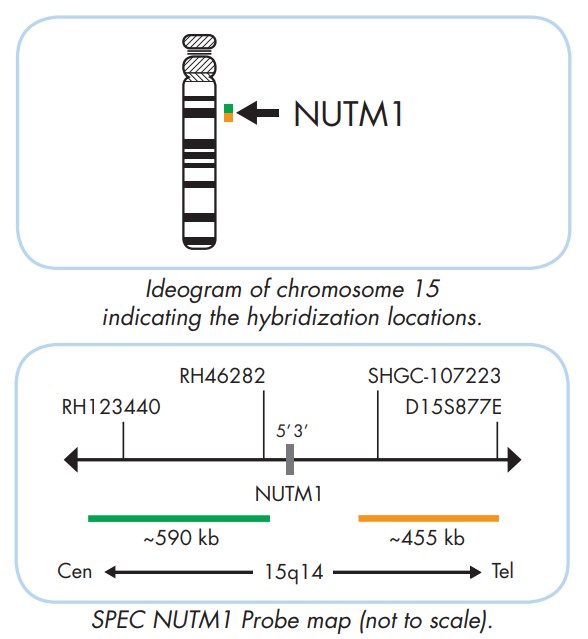 NUTM1
Ideogram of chromosome 15
indicating the hybridization locations.
RH46282
SHGC-107223
RH123440
D15S877E
5’ 3’
NUTM1
~590 kb
~455 kb
Cen
15q14
Tel
SPEC NUTM1 Probe map (not to scale).